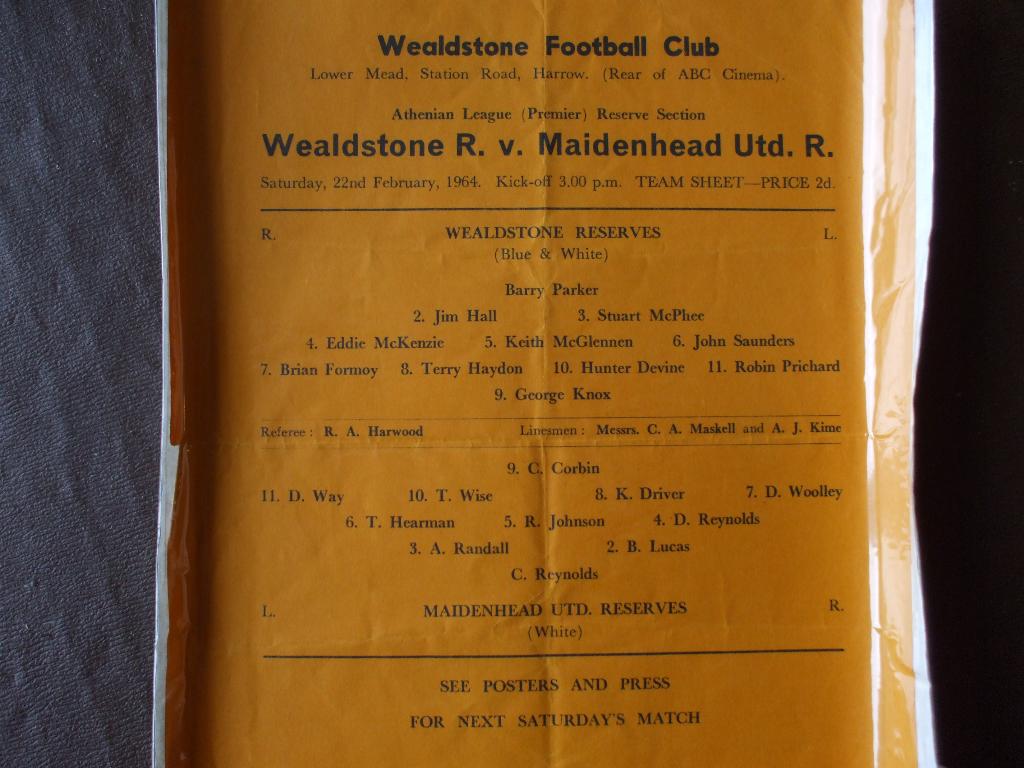 Wealdstone Football Club
Lower Mead, Station Road, Harrow. (Rear of ABC Cinema).
Athenian League (Premier) Reserve Section
Wealdstone R. v. Maidenhead Utd. R.
Saturday, 22nd February, 1964. Kick-off 3.00 p.m. TEAM SHEET—PRICE 2d.
R. WEALDSTONE RESERVES L.
(Blue & White)
Barry Parker
2. Jim Hall 3. Stuart McPhee
4. Eddie McKenzie 5. Keith McGlennen 6. John Saunders
7. Brian Formoy 8. Terry Haydon 10. Hunter Devine 11. Robin Prichard
9. George Knox
Referee : R. A. Harwood Linesmen : Messrs. C. A. Maskell and A. J. Kime
9. C. Corbin
11. D. Way 10. T. Wise 8. K. Driver 7. D. Woolley
6. T. Hearman 5. R. Johnson 4. D. Reynolds
3. A. Randall 2. B. Lucas
C. Reynolds
L. MAIDENHEAD UTD. RESERVES R.
(White)
SEE POSTERS AND PRESS
FOR NEXT SATURDAY'S MATCH